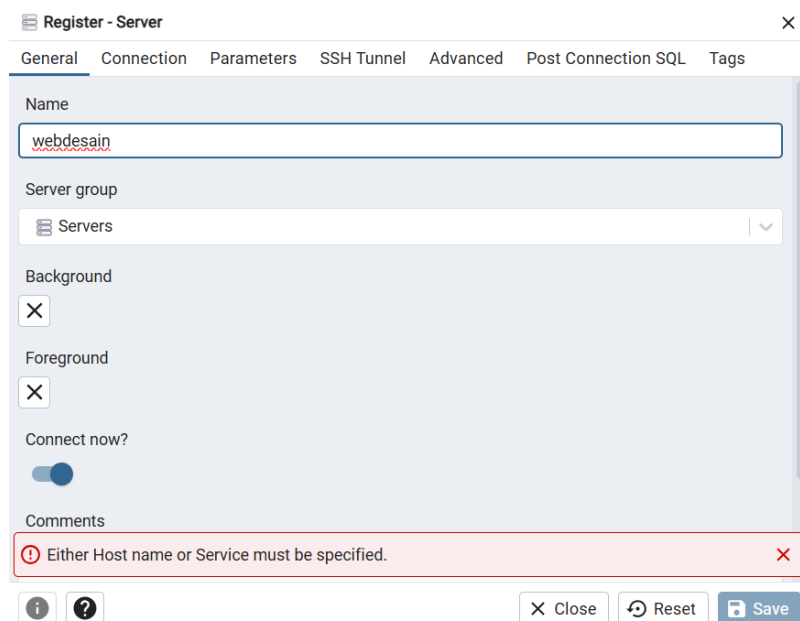 Register - Server
General Connection Parameters SSH Tunnel Advanced Post Connection SQL Tags
Name
webdesain
Server group
Servers
Background
Foreground
Connect now?
Comments
Either Host name or Service must be specified.
Close Reset Save